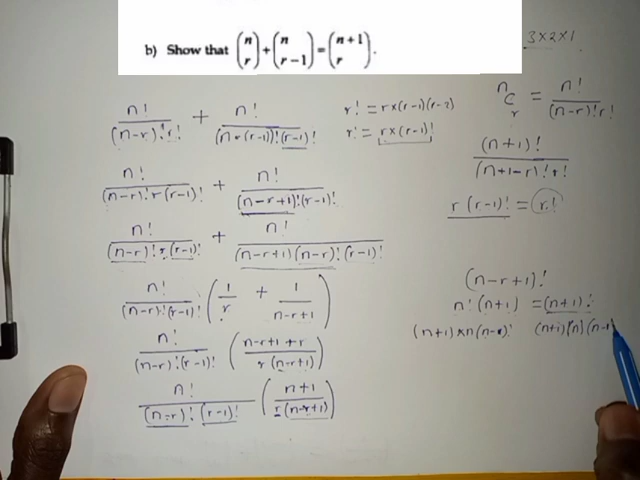 b) Show that (n r) + (n r−1) = (n+1 r).
3×2×1
n! / (n−r)! r! + n! / (n−(r−1))! (r−1)!
r! = r×(r−1)(r−2)
r! = r×(r−1)!
nCr = n! / (n−r)! r!
(n+1)! / (n+1−r)! r!
n! / (n−r)! r(r−1)! + n! / (n−r+1)! (r−1)!
r(r−1)! = r!
n! / (n−r)! r(r−1)! + n! / (n−r+1)(n−r)! (r−1)!
n! / (n−r)! (r−1)! (1/r + 1/(n−r+1))
(n−r+1)!
n! (n+1) = (n+1)!
n! / (n−r)! (r−1)! ((n−r+1+r) / r(n−r+1))
(n+1)×n(n−1)! (n+1)(n)(n−1
n! / (n−r)! (r−1)! ((n+1) / r(n−r+1))